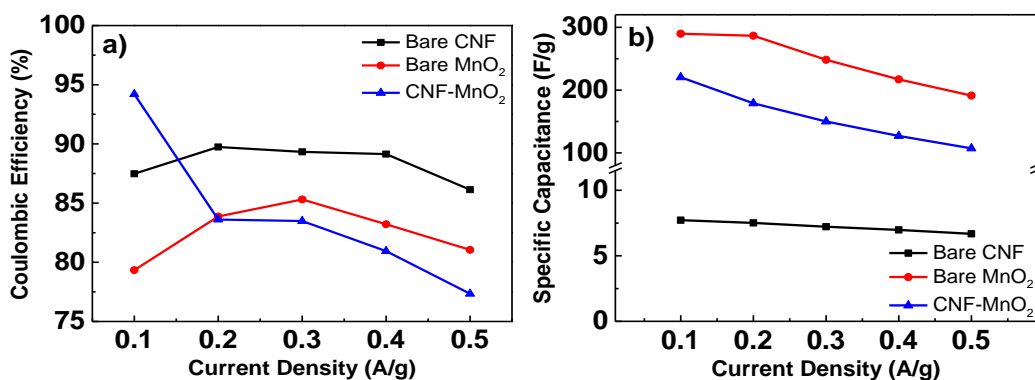 a)
Bare CNF
Bare MnO₂
CNF-MnO₂
Coulombic Efficiency (%)
100
95
90
85
80
75
0.1 0.2 0.3 0.4 0.5
Current Density (A/g)
b)
Specific Capacitance (F/g)
300
200
100
10
5
0
Bare CNF
Bare MnO₂
CNF-MnO₂
0.1 0.2 0.3 0.4 0.5
Current Density (A/g)